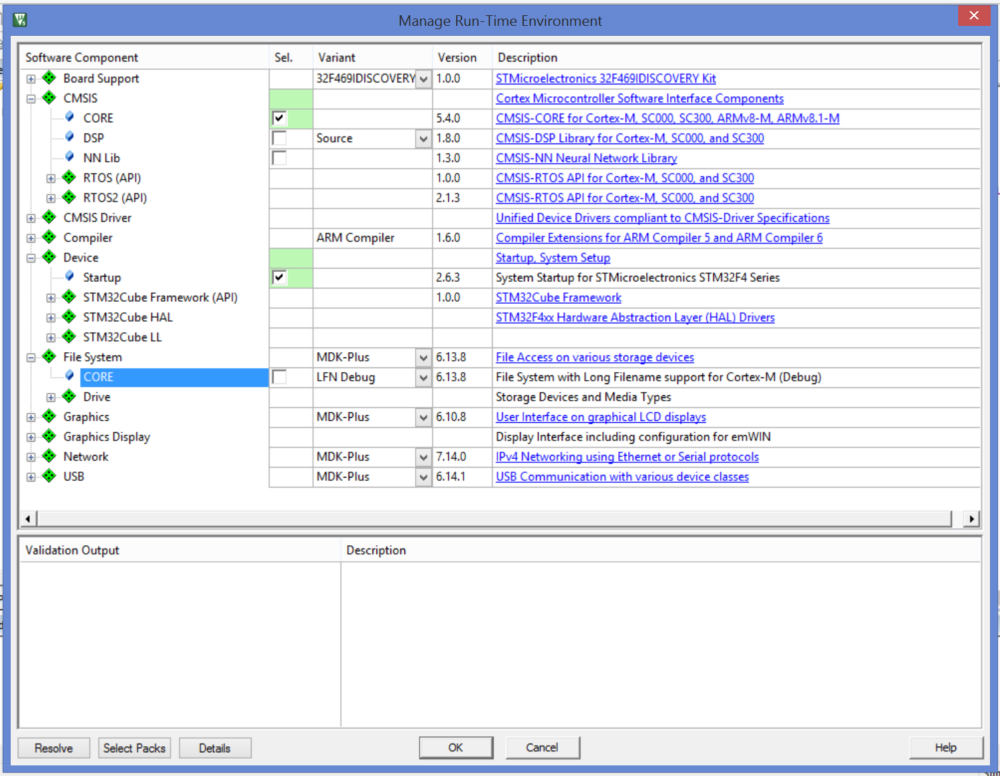 Manage Run-Time Environment
Software Component Sel. Variant Version Description
Board Support 32F469IDISCOVERY 1.0.0 STMicroelectronics 32F469IDISCOVERY Kit
CMSIS Cortex Microcontroller Software Interface Components
CORE 5.4.0 CMSIS-CORE for Cortex-M, SC000, SC300, ARMv8-M, ARMv8.1-M
DSP Source 1.8.0 CMSIS-DSP Library for Cortex-M, SC000, and SC300
NN Lib 1.3.0 CMSIS-NN Neural Network Library
RTOS (API) 1.0.0 CMSIS-RTOS API for Cortex-M, SC000, and SC300
RTOS2 (API) 2.1.3 CMSIS-RTOS API for Cortex-M, SC000, and SC300
CMSIS Driver Unified Device Drivers compliant to CMSIS-Driver Specifications
Compiler ARM Compiler 1.6.0 Compiler Extensions for ARM Compiler 5 and ARM Compiler 6
Device Startup, System Setup
Startup 2.6.3 System Startup for STMicroelectronics STM32F4 Series
STM32Cube Framework (API) 1.0.0 STM32Cube Framework
STM32Cube HAL STM32F4xx Hardware Abstraction Layer (HAL) Drivers
STM32Cube LL
File System MDK-Plus 6.13.8 File Access on various storage devices
CORE LFN Debug 6.13.8 File System with Long Filename support for Cortex-M (Debug)
Drive Storage Devices and Media Types
Graphics MDK-Plus 6.10.8 User Interface on graphical LCD displays
Graphics Display Display Interface including configuration for emWIN
Network MDK-Plus 7.14.0 IPv4 Networking using Ethernet or Serial protocols
USB MDK-Plus 6.14.1 USB Communication with various device classes
Validation Output Description
Resolve Select Packs Details OK Cancel Help